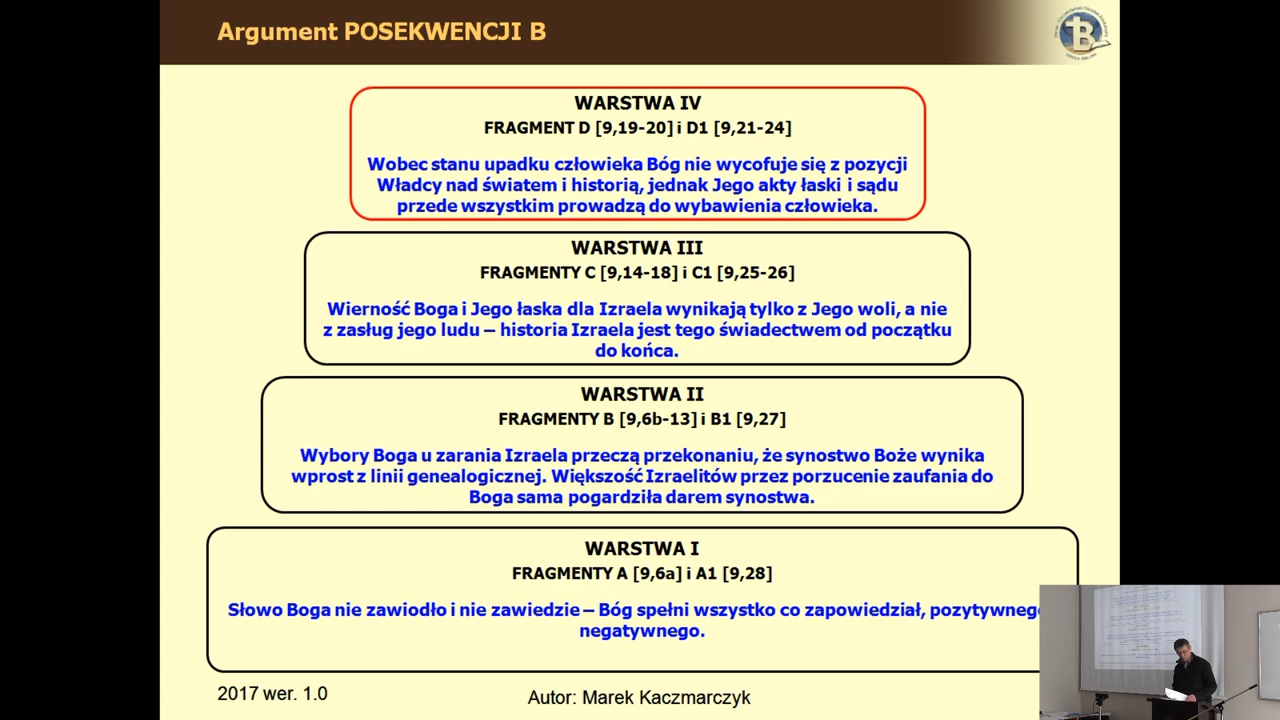 Argument POSEKWENCJI B
WARSTWA IV
FRAGMENT D [9,19-20] i D1 [9,21-24]
Wobec stanu upadku człowieka Bóg nie wycofuje się z pozycji
Władcy nad światem i historią, jednak Jego akty łaski i sądu
przede wszystkim prowadzą do wybawienia człowieka.
WARSTWA III
FRAGMENTY C [9,14-18] i C1 [9,25-26]
Wierność Boga i Jego łaska dla Izraela wynikają tylko z Jego woli, a nie
z zasług jego ludu – historia Izraela jest tego świadectwem od początku
do końca.
WARSTWA II
FRAGMENTY B [9,6b-13] i B1 [9,27]
Wybory Boga u zarania Izraela przeczą przekonaniu, że synostwo Boże wynika
wprost z linii genealogicznej. Większość Izraelitów przez porzucenie zaufania do
Boga sama pogardziła darem synostwa.
WARSTWA I
FRAGMENTY A [9,6a] i A1 [9,28]
Słowo Boga nie zawiodło i nie zawiedzie – Bóg spełni wszystko co zapowiedział, pozytywneg
negatywnego.
2017 wer. 1.0
Autor: Marek Kaczmarczyk